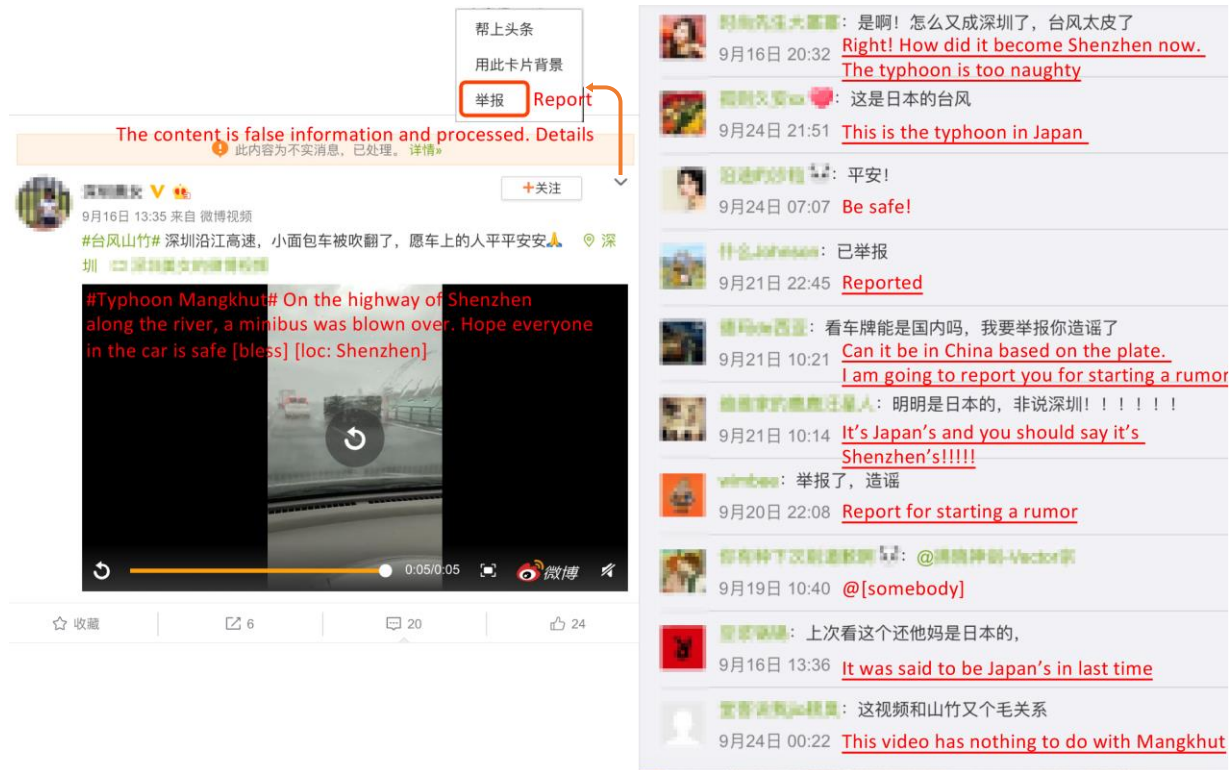 帮上头条
用此卡片背景
举报 Report
The content is false information and processed. Details
此内容为不实消息，已处理。 详情»
+关注
9月16日 13:35 来自 微博视频
#台风山竹# 深圳沿江高速，小面包车被吹翻了，愿车上的人平平安安🙏 深
圳
#Typhoon Mangkhut# On the highway of Shenzhen
along the river, a minibus was blown over. Hope everyone
in the car is safe [bless] [loc: Shenzhen]
0:05/0:05 微博
收藏 6 20 24
：是啊！怎么又成深圳了，台风太皮了
9月16日 20:32 Right! How did it become Shenzhen now.
The typhoon is too naughty
：这是日本的台风
9月24日 21:51 This is the typhoon in Japan
：平安！
9月24日 07:07 Be safe!
：已举报
9月21日 22:45 Reported
：看车牌能是国内吗，我要举报你造谣了
9月21日 10:21 Can it be in China based on the plate.
I am going to report you for starting a rumor
：明明是日本的，非说深圳！！！！！！
9月21日 10:14 It's Japan's and you should say it's
Shenzhen's!!!!!
：举报了，造谣
9月20日 22:08 Report for starting a rumor
：@
9月19日 10:40 @[somebody]
：上次看这个还他妈是日本的，
9月16日 13:36 It was said to be Japan's in last time
：这视频和山竹又个毛关系
9月24日 00:22 This video has nothing to do with Mangkhut